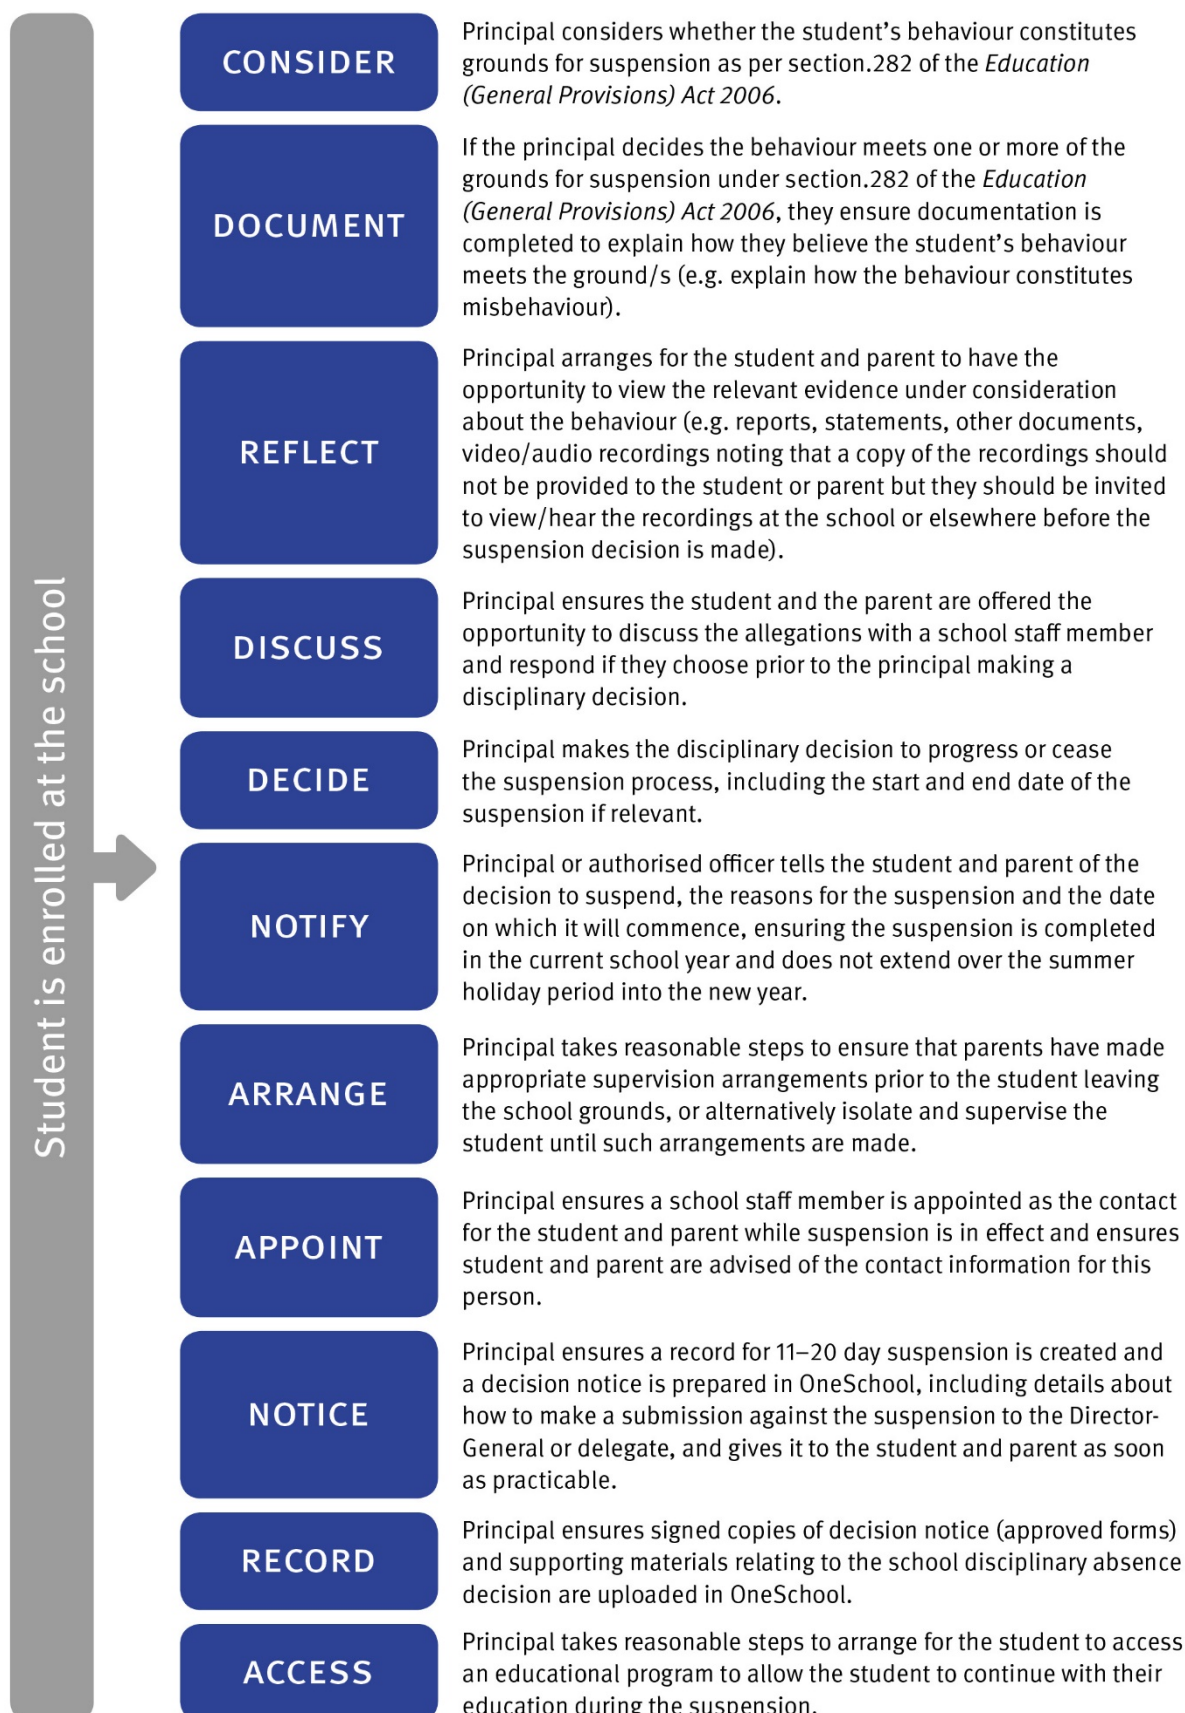 Student is enrolled at the school
CONSIDER
Principal considers whether the student’s behaviour constitutes
grounds for suspension as per section.282 of the Education
(General Provisions) Act 2006.
DOCUMENT
If the principal decides the behaviour meets one or more of the
grounds for suspension under section.282 of the Education
(General Provisions) Act 2006, they ensure documentation is
completed to explain how they believe the student’s behaviour
meets the ground/s (e.g. explain how the behaviour constitutes
misbehaviour).
REFLECT
Principal arranges for the student and parent to have the
opportunity to view the relevant evidence under consideration
about the behaviour (e.g. reports, statements, other documents,
video/audio recordings noting that a copy of the recordings should
not be provided to the student or parent but they should be invited
to view/hear the recordings at the school or elsewhere before the
suspension decision is made).
DISCUSS
Principal ensures the student and the parent are offered the
opportunity to discuss the allegations with a school staff member
and respond if they choose prior to the principal making a
disciplinary decision.
DECIDE
Principal makes the disciplinary decision to progress or cease
the suspension process, including the start and end date of the
suspension if relevant.
NOTIFY
Principal or authorised officer tells the student and parent of the
decision to suspend, the reasons for the suspension and the date
on which it will commence, ensuring the suspension is completed
in the current school year and does not extend over the summer
holiday period into the new year.
ARRANGE
Principal takes reasonable steps to ensure that parents have made
appropriate supervision arrangements prior to the student leaving
the school grounds, or alternatively isolate and supervise the
student until such arrangements are made.
APPOINT
Principal ensures a school staff member is appointed as the contact
for the student and parent while suspension is in effect and ensures
student and parent are advised of the contact information for this
person.
NOTICE
Principal ensures a record for 11–20 day suspension is created and
a decision notice is prepared in OneSchool, including details about
how to make a submission against the suspension to the Director-
General or delegate, and gives it to the student and parent as soon
as practicable.
RECORD
Principal ensures signed copies of decision notice (approved forms)
and supporting materials relating to the school disciplinary absence
decision are uploaded in OneSchool.
ACCESS
Principal takes reasonable steps to arrange for the student to access
an educational program to allow the student to continue with their
education during the suspension.